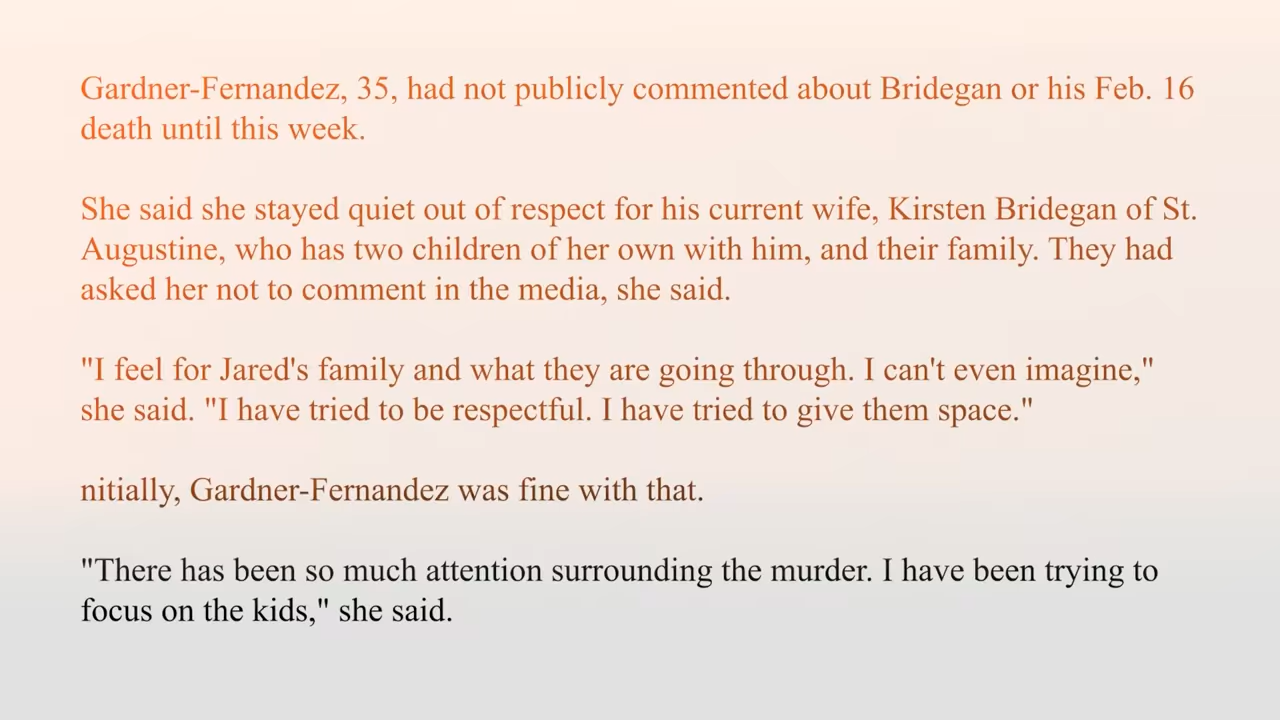 Gardner-Fernandez, 35, had not publicly commented about Bridegan or his Feb. 16
death until this week.
She said she stayed quiet out of respect for his current wife, Kirsten Bridegan of St.
Augustine, who has two children of her own with him, and their family. They had
asked her not to comment in the media, she said.
"I feel for Jared's family and what they are going through. I can't even imagine,"
she said. "I have tried to be respectful. I have tried to give them space."
nitially, Gardner-Fernandez was fine with that.
"There has been so much attention surrounding the murder. I have been trying to
focus on the kids," she said.